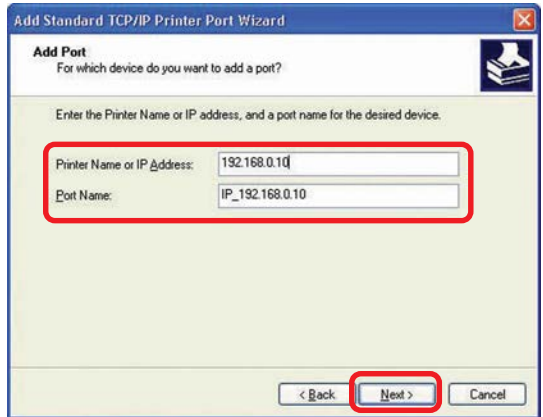 Add Standard TCP/IP Printer Port Wizard
Add Port
For which device do you want to add a port?
Enter the Printer Name or IP address, and a port name for the desired device.
Printer Name or IP Address: 192.168.0.10
Port Name: IP_192.168.0.10
< Back Next > Cancel